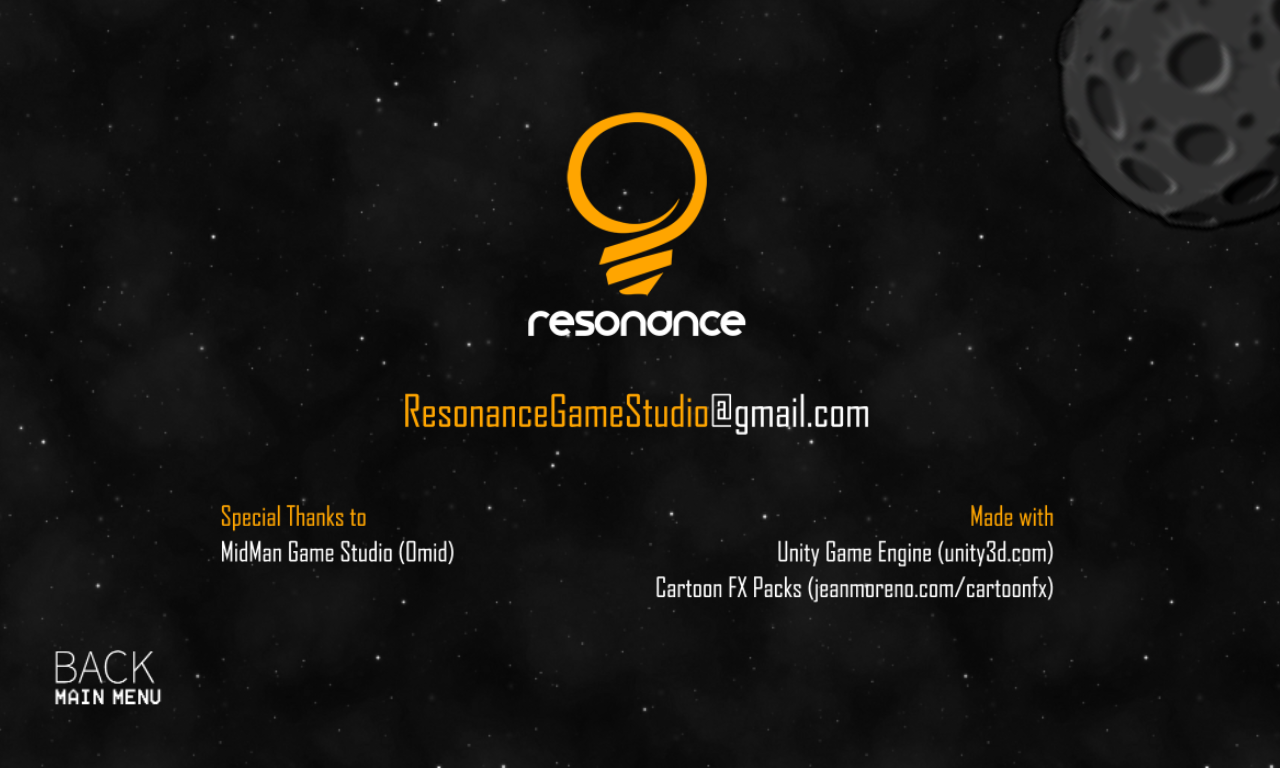 resonance
ResonanceGameStudio@gmail.com
Special Thanks to
MidMan Game Studio (Omid)
Made with
Unity Game Engine (unity3d.com)
Cartoon FX Packs (jeanmoreno.com/cartoonfx)
BACK
MAIN MENU